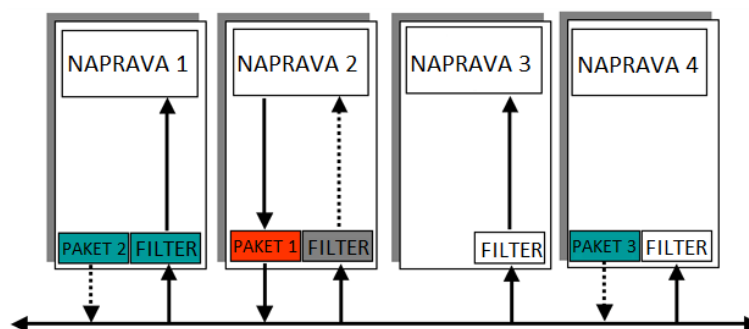 NAPRAVA 1
NAPRAVA 2
NAPRAVA 3
NAPRAVA 4
PAKET 2
FILTER
PAKET 1
FILTER
FILTER
PAKET 3
FILTER